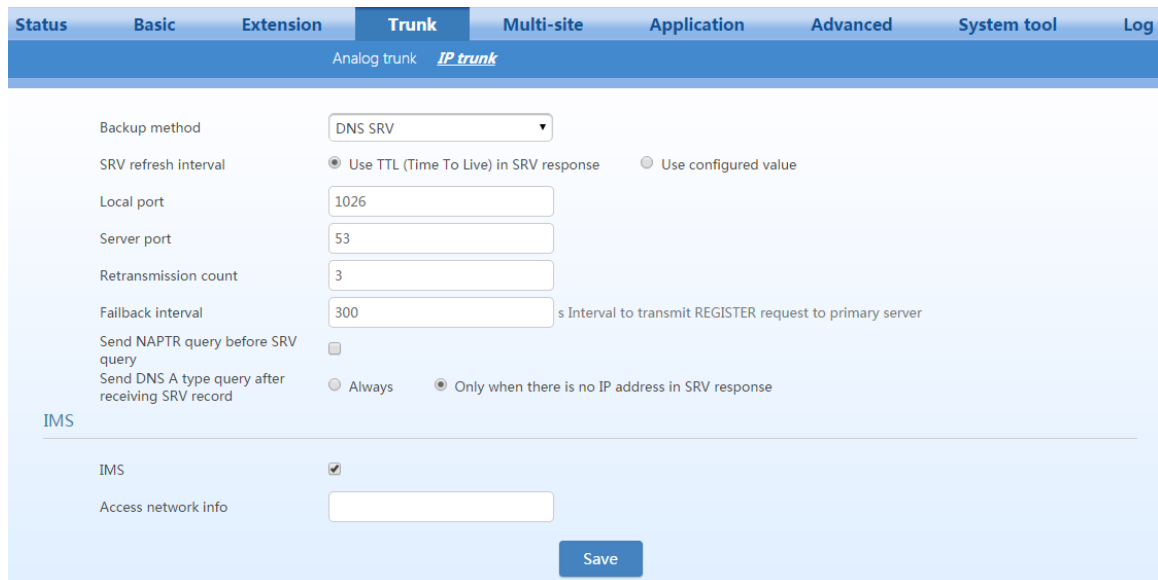 Status Basic Extension Trunk Multi-site Application Advanced System tool Log
Analog trunk IP trunk
Backup method DNS SRV
SRV refresh interval Use TTL (Time To Live) in SRV response Use configured value
Local port 1026
Server port 53
Retransmission count 3
Failback interval 300 s Interval to transmit REGISTER request to primary server
Send NAPTR query before SRV
query
Send DNS A type query after
receiving SRV record Always Only when there is no IP address in SRV response
IMS
IMS
Access network info
Save